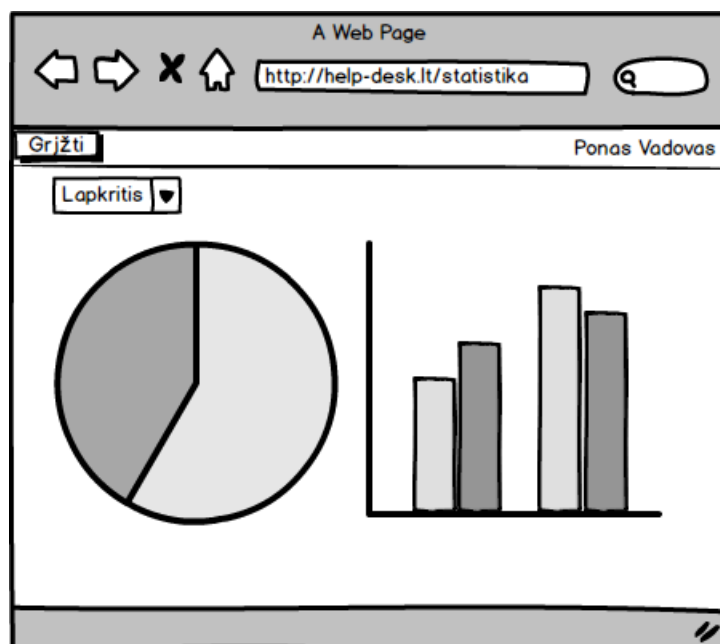 A Web Page
http://help-desk.lt/statistika
Grįžti
Ponas Vadovas
Lapkritis